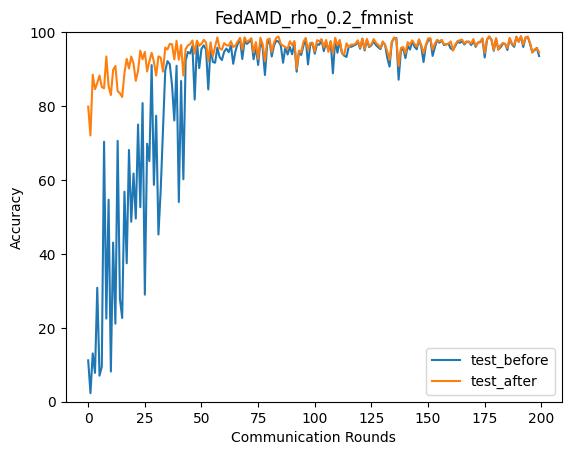 FedAMD_rho_0.2_fmnist
Accuracy
100
80
60
40
20
0
0 25 50 75 100 125 150 175 200
Communication Rounds
test_before
test_after